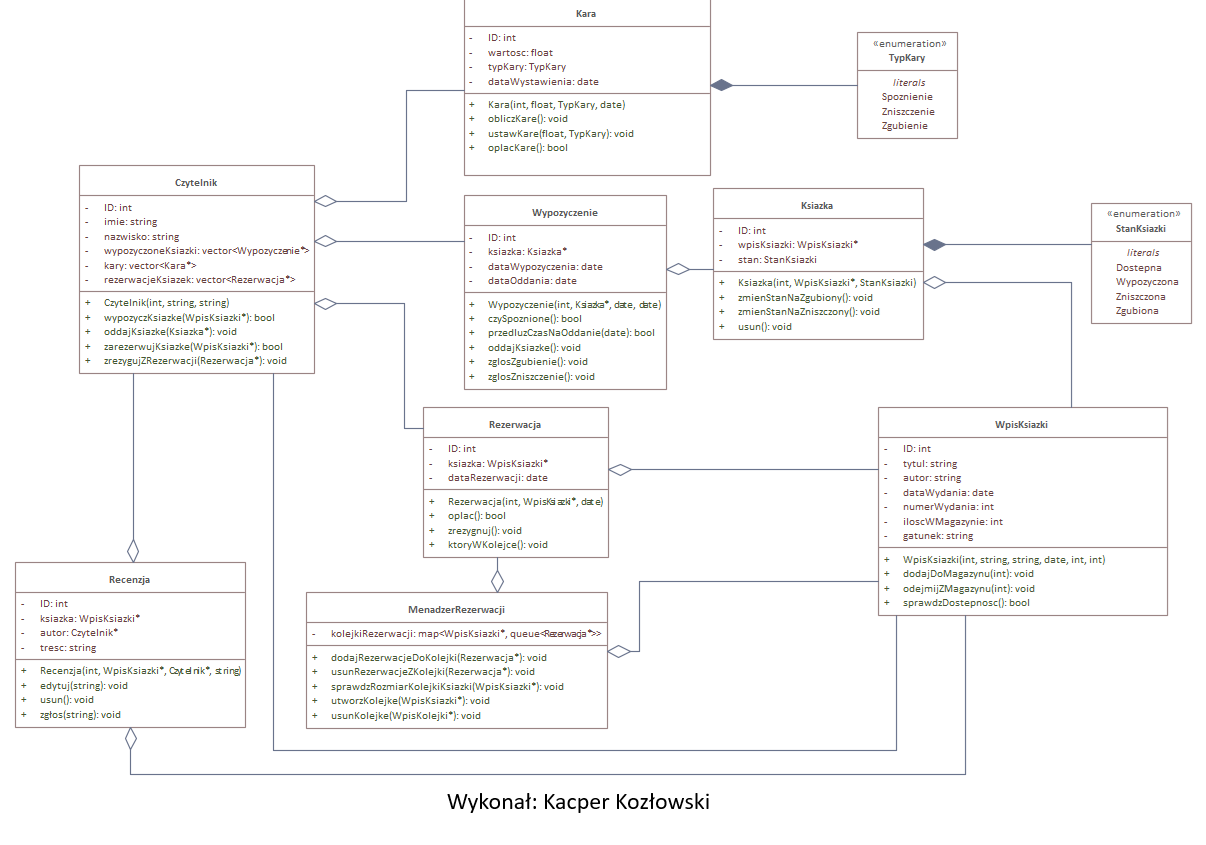 Kara
- ID: int
- wartosc: float
- typKary: TypKary
- dataWystawienia: date
+ Kara(int, float, TypKary, date)
+ obliczKare(): void
+ ustawKare(float, TypKary): void
+ oplacKare(): bool
«enumeration»
TypKary
literals
Spoznienie
Zniszczenie
Zgubienie
Czytelnik
- ID: int
- imie: string
- nazwisko: string
- wypozyczoneKsiazki: vector<Wypozyczenie*>
- kary: vector<Kara*>
- rezerwacjeKsiazek: vector<Rezerwacja*>
+ Czytelnik(int, string, string)
+ wypozyczKsiazke(WpisKsiazki*): bool
+ oddajKsiazke(Ksiazka*): void
+ zarezerwujKsiazke(WpisKsiazki*): bool
+ zrezygujZRezerwacji(Rezerwacja*): void
Wypozyczenie
- ID: int
- ksiazka: Ksiazka*
- dataWypozyczenia: date
- dataOddania: date
+ Wypozyczenie(int, Ksiazka*, date, date)
+ czySpoznione(): bool
+ przedluzCzasNaOddanie(date): bool
+ oddajKsiazke(): void
+ zglosZgubienie(): void
+ zglosZniszczenie(): void
Ksiazka
- ID: int
- wpisKsiazki: WpisKsiazki*
- stan: StanKsiazki
+ Ksiazka(int, WpisKsiazki*, StanKsiazki)
+ zmienStanNaZgubiony(): void
+ zmienStanNaZniszczony(): void
+ usun(): void
«enumeration»
StanKsiazki
literals
Dostepna
Wypozyczona
Zniszczona
Zgubiona
Rezerwacja
- ID: int
- ksiazka: WpisKsiazki*
- dataRezerwacji: date
+ Rezerwacja(int, WpisKsiazki*, date)
+ oplac(): bool
+ zrezygnuj(): void
+ ktoryWKolejce(): void
WpisKsiazki
- ID: int
- tytul: string
- autor: string
- dataWydania: date
- numerWydania: int
- iloscWMagazynie: int
- gatunek: string
+ WpisKsiazki(int, string, string, date, int, int)
+ dodajDoMagazynu(int): void
+ odejmijZMagazynu(int): void
+ sprawdzDostepnosc(): bool
Recenzja
- ID: int
- ksiazka: WpisKsiazki*
- autor: Czytelnik*
- tresc: string
+ Recenzja(int, WpisKsiazki*, Czytelnik*, string)
+ edytuj(string): void
+ usun(): void
+ zgłos(string): void
MenadzerRezerwacji
- kolejkiRezerwacji: map<WpisKsiazki*, queue<Rezerwacja*>>
+ dodajRezerwacjeDoKolejki(Rezerwacja*): void
+ usunRezerwacjeZKolejki(Rezerwacja*): void
+ sprawdzRozmiarKolejkiKsiazki(WpisKsiazki*): void
+ utworzKolejke(WpisKsiazki*): void
+ usunKolejke(WpisKolejki*): void
Wykonał: Kacper Kozłowski